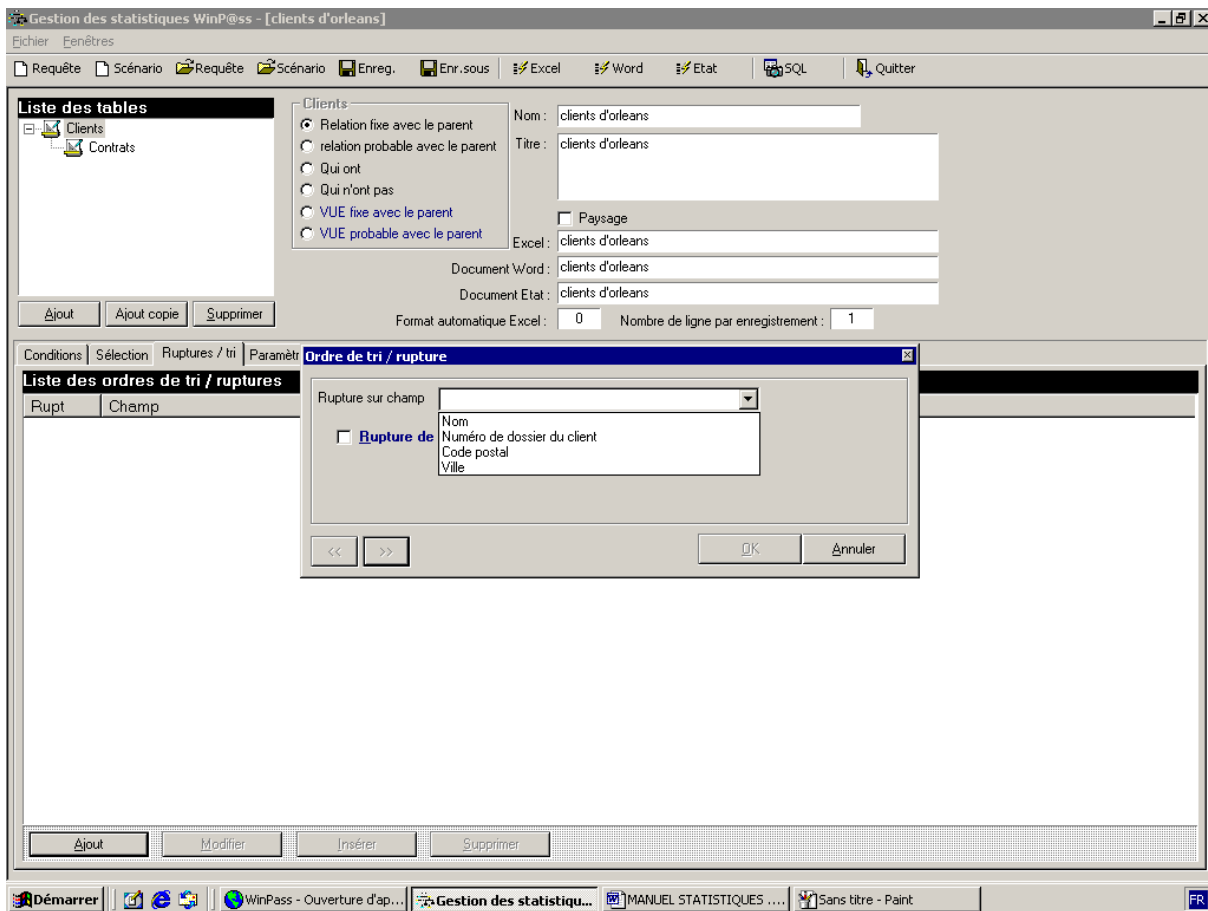 Gestion des statistiques WinP@ss - [clients d'orleans]
Fichier Fenêtres
Requête Scénario Requête Scénario Enreg. Enr.sous Excel Word Etat SQL Quitter
Liste des tables
Clients
Contrats
Ajout Ajout copie Supprimer
Clients
Relation fixe avec le parent
relation probable avec le parent
Qui ont
Qui n'ont pas
VUE fixe avec le parent
VUE probable avec le parent
Nom : clients d'orleans
Titre : clients d'orleans
Paysage
Excel : clients d'orleans
Document Word : clients d'orleans
Document Etat : clients d'orleans
Format automatique Excel : 0 Nombre de ligne par enregistrement : 1
Conditions Sélection Ruptures / tri Paramètr
Liste des ordres de tri / ruptures
Rupt Champ
Ordre de tri / rupture
Rupture sur champ
Nom
Rupture de Numéro de dossier du client
Code postal
Ville
<< >> OK Annuler
Ajout Modifier Insérer Supprimer
Démarrer WinPass - Ouverture d'ap... Gestion des statistiqu... MANUEL STATISTIQUES .... Sans titre - Paint FR